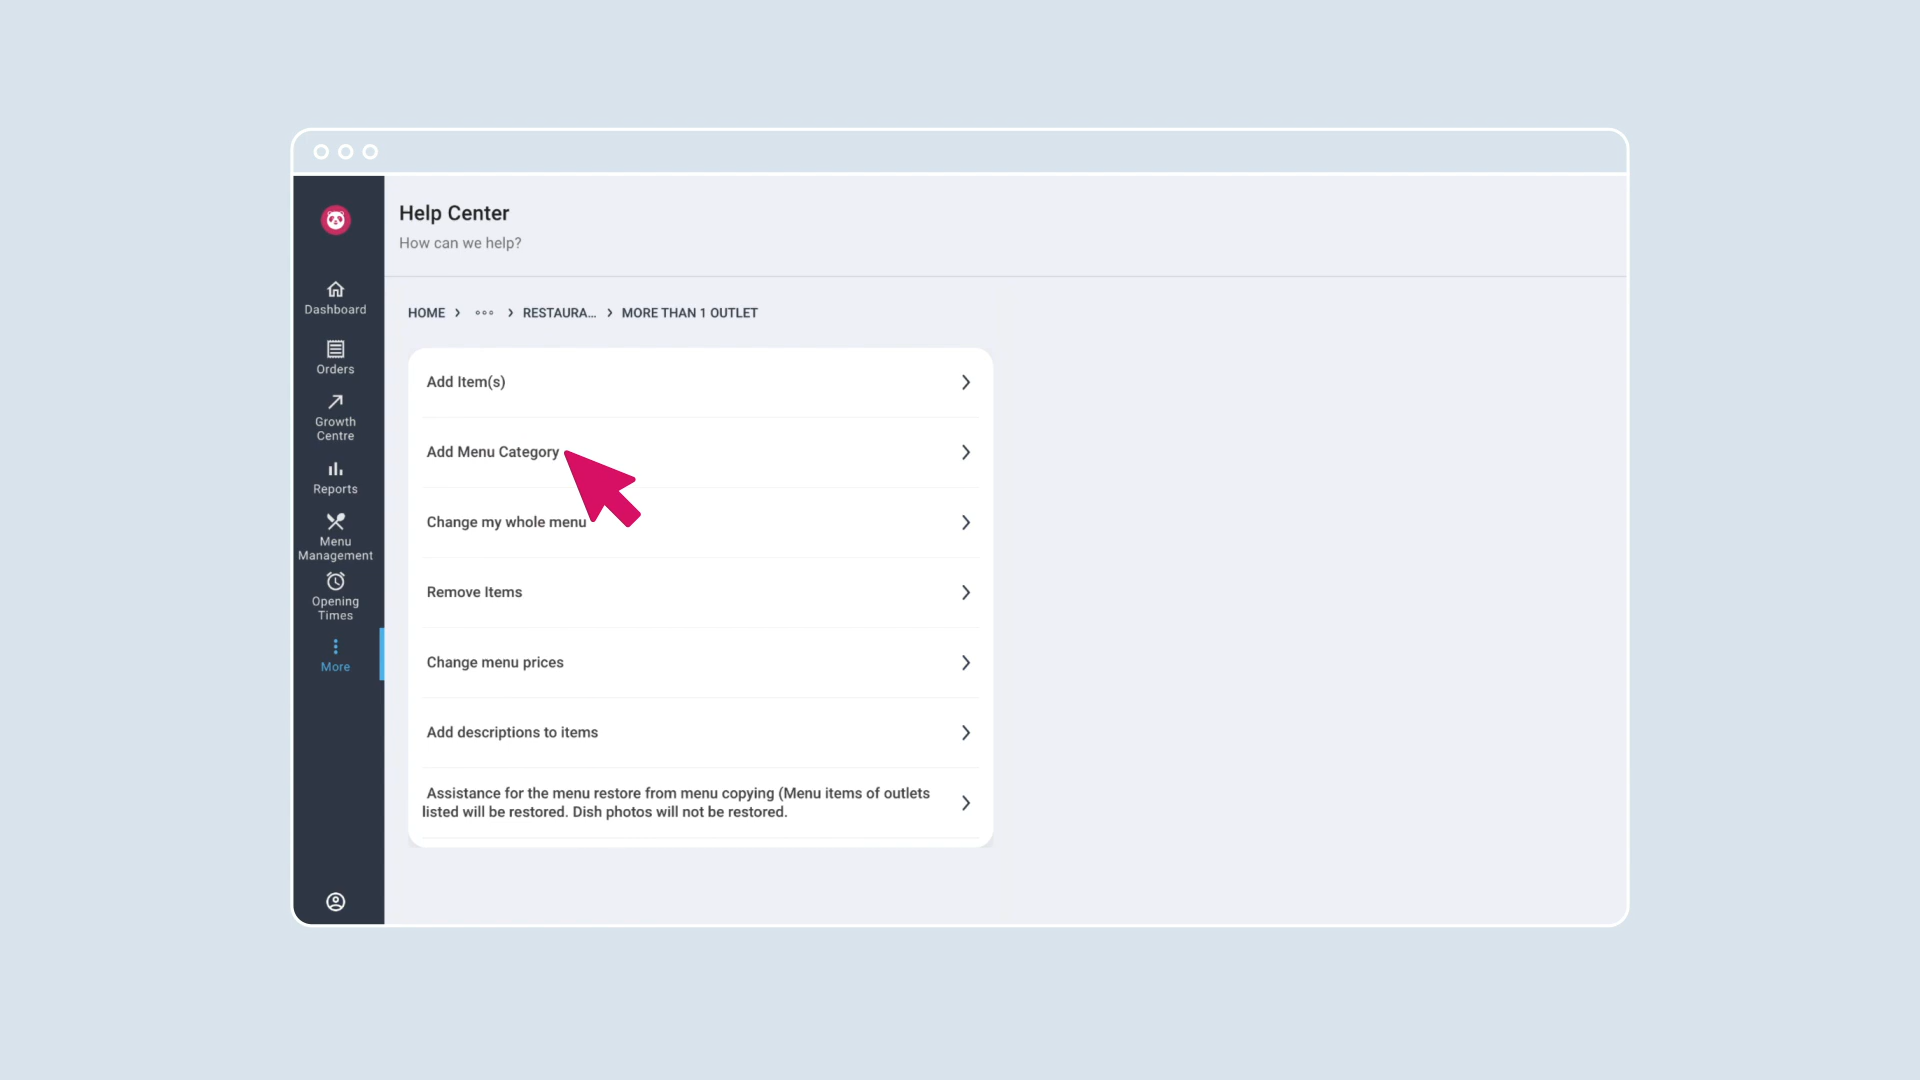 Help Center
How can we help?
Dashboard
Orders
Growth
Centre
Reports
Menu
Management
Opening
Times
More
HOME
RESTAURA...
MORE THAN 1 OUTLET
Add Item(s)
Add Menu Category
Change my whole menu
Remove Items
Change menu prices
Add descriptions to items
Assistance for the menu restore from menu copying (Menu items of outlets
listed will be restored. Dish photos will not be restored.